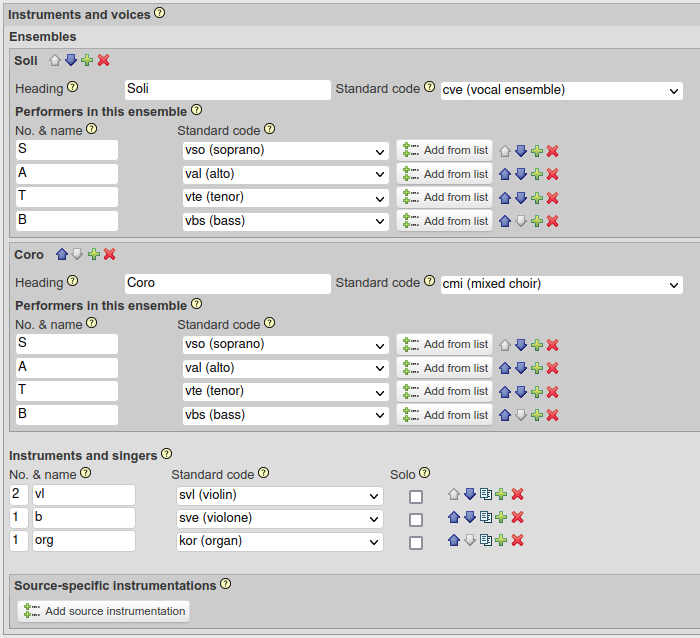 Instruments and voices ?
Ensembles
Soli
Heading ? Soli Standard code ? cve (vocal ensemble)
Performers in this ensemble ?
No. & name ? Standard code ?
S vso (soprano) Add from list
A val (alto) Add from list
T vte (tenor) Add from list
B vbs (bass) Add from list
Coro
Heading ? Coro Standard code ? cmi (mixed choir)
Performers in this ensemble ?
No. & name ? Standard code ?
S vso (soprano) Add from list
A val (alto) Add from list
T vte (tenor) Add from list
B vbs (bass) Add from list
Instruments and singers ?
No. & name ? Standard code ? Solo ?
2 vl svl (violin)
1 b sve (violone)
1 org kor (organ)
Source-specific instrumentations ?
Add source instrumentation